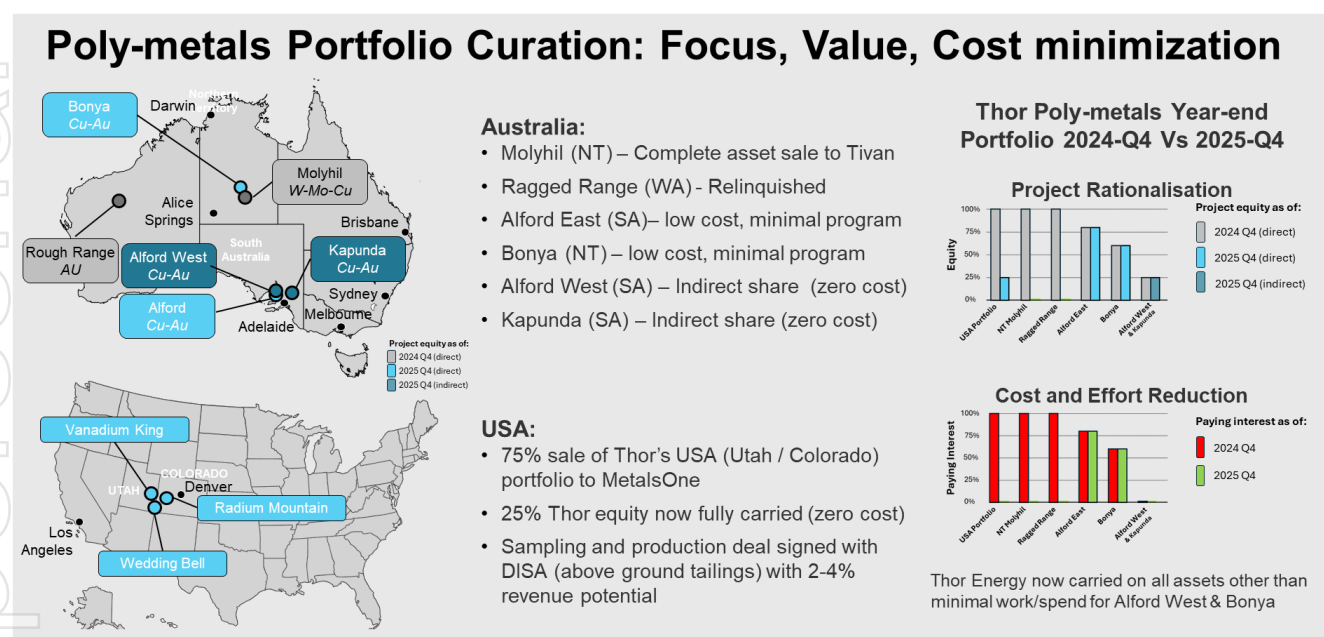 Poly-metals Portfolio Curation: Focus, Value, Cost minimization
Bonya
Cu-Au
Darwin
Northern
Territory
Molyhil
W-Mo-Cu
Alice
Springs
Brisbane
Rough Range
AU
South
Australia
Alford West
Cu-Au
Kapunda
Cu-Au
Alford
Cu-Au
Sydney
Melbourne
Adelaide
Project equity as of:
2024 Q4 (direct)
2025 Q4 (direct)
2025 Q4 (indirect)
Vanadium King
COLORADO
UTAH
Denver
Radium Mountain
Los
Angeles
Wedding Bell
Australia:
• Molyhil (NT) – Complete asset sale to Tivan
• Ragged Range (WA) - Relinquished
• Alford East (SA)– low cost, minimal program
• Bonya (NT) – low cost, minimal program
• Alford West (SA) – Indirect share (zero cost)
• Kapunda (SA) – Indirect share (zero cost)
USA:
• 75% sale of Thor's USA (Utah / Colorado)
portfolio to MetalsOne
• 25% Thor equity now fully carried (zero cost)
• Sampling and production deal signed with
DISA (above ground tailings) with 2-4%
revenue potential
Thor Poly-metals Year-end
Portfolio 2024-Q4 Vs 2025-Q4
Project Rationalisation
Equity
100%
75%
50%
25%
0%
USA Portfolio
NT Molyhil
Ragged Range
Alford East
Bonya
Alford West
& Kapunda
Project equity as of:
2024 Q4 (direct)
2025 Q4 (direct)
2025 Q4 (indirect)
Cost and Effort Reduction
Paying Interest
100%
75%
50%
25%
0%
USA Portfolio
NT Molyhil
Ragged Range
Alford East
Bonya
Alford West
& Kapunda
Paying interest as of:
2024 Q4
2025 Q4
Thor Energy now carried on all assets other than
minimal work/spend for Alford West & Bonya